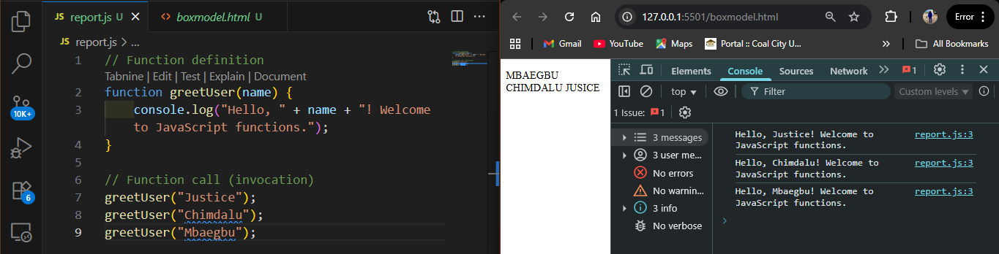 JS report.js U
<> boxmodel.html U
JS report.js > ...
1 // Function definition
Tabnine | Edit | Test | Explain | Document
2 function greetUser(name) {
3 console.log("Hello, " + name + "! Welcome
to JavaScript functions.");
4 }
5
6 // Function call (invocation)
7 greetUser("Justice");
8 greetUser("Chimdalu");
9 greetUser("Mbaegbu");
10K+
6
127.0.0.1:5501/boxmodel.html
Error
Gmail
YouTube
Maps
Portal :: Coal City U...
»
All Bookmarks
MBAEGBU
CHIMDALU JUSICE
Elements
Console
Sources
Network
1
top
Filter
Custom levels
1 Issue: 1
3 messages
3 user me...
No errors
No warnin...
3 info
No verbose
Hello, Justice! Welcome to report.js:3
JavaScript functions.
Hello, Chimdalu! Welcome to report.js:3
JavaScript functions.
Hello, Mbaegbu! Welcome to report.js:3
JavaScript functions.
>